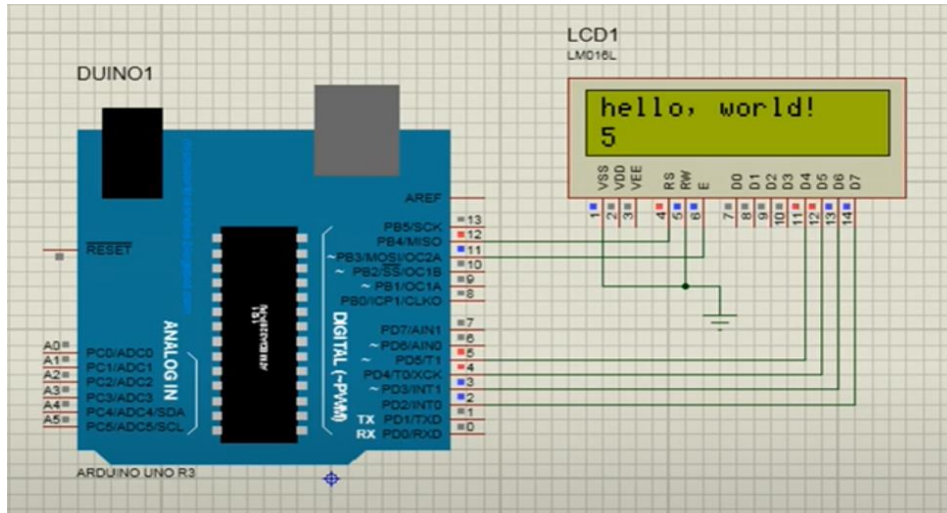 LCD1
LM016L
DUINO1
hello, world!
5
VSS
VDD
VEE
RS
RW
E
D0
D1
D2
D3
D4
D5
D6
D7
1
2
3
4
5
6
7
8
9
10
11
12
13
14
AREF
PB5/SCK 13
PB4/MISO 12
~PB3/MOSI/OC2A 11
~ PB2/SS/OC1B 10
~ PB1/OC1A 9
PB0/ICP1/CLKO 8
RESET
PD7/AIN1 7
~PD6/AIN0 6
~ PD5/T1 5
PD4/T0/XCK 4
~PD3/INT1 3
PD2/INT0 2
TX PD1/TXD 1
RX PD0/RXD 0
DIGITAL (~PWM)
ANALOG IN
A0 PC0/ADC0
A1 PC1/ADC1
A2 PC2/ADC2
A3 PC3/ADC3
A4 PC4/ADC4/SDA
A5 PC5/ADC5/SCL
ARDUINO UNO R3